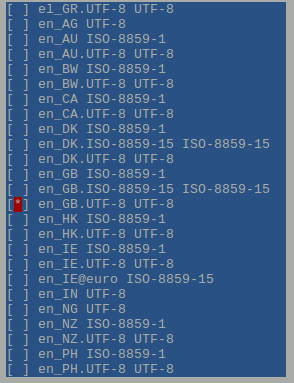 [ ] el_GR.UTF-8 UTF-8
[ ] en_AG UTF-8
[ ] en_AU ISO-8859-1
[ ] en_AU.UTF-8 UTF-8
[ ] en_BW ISO-8859-1
[ ] en_BW.UTF-8 UTF-8
[ ] en_CA ISO-8859-1
[ ] en_CA.UTF-8 UTF-8
[ ] en_DK ISO-8859-1
[ ] en_DK.ISO-8859-15 ISO-8859-15
[ ] en_DK.UTF-8 UTF-8
[ ] en_GB ISO-8859-1
[ ] en_GB.ISO-8859-15 ISO-8859-15
[*] en_GB.UTF-8 UTF-8
[ ] en_HK ISO-8859-1
[ ] en_HK.UTF-8 UTF-8
[ ] en_IE ISO-8859-1
[ ] en_IE.UTF-8 UTF-8
[ ] en_IE@euro ISO-8859-15
[ ] en_IN UTF-8
[ ] en_NG UTF-8
[ ] en_NZ ISO-8859-1
[ ] en_NZ.UTF-8 UTF-8
[ ] en_PH ISO-8859-1
[ ] en_PH.UTF-8 UTF-8